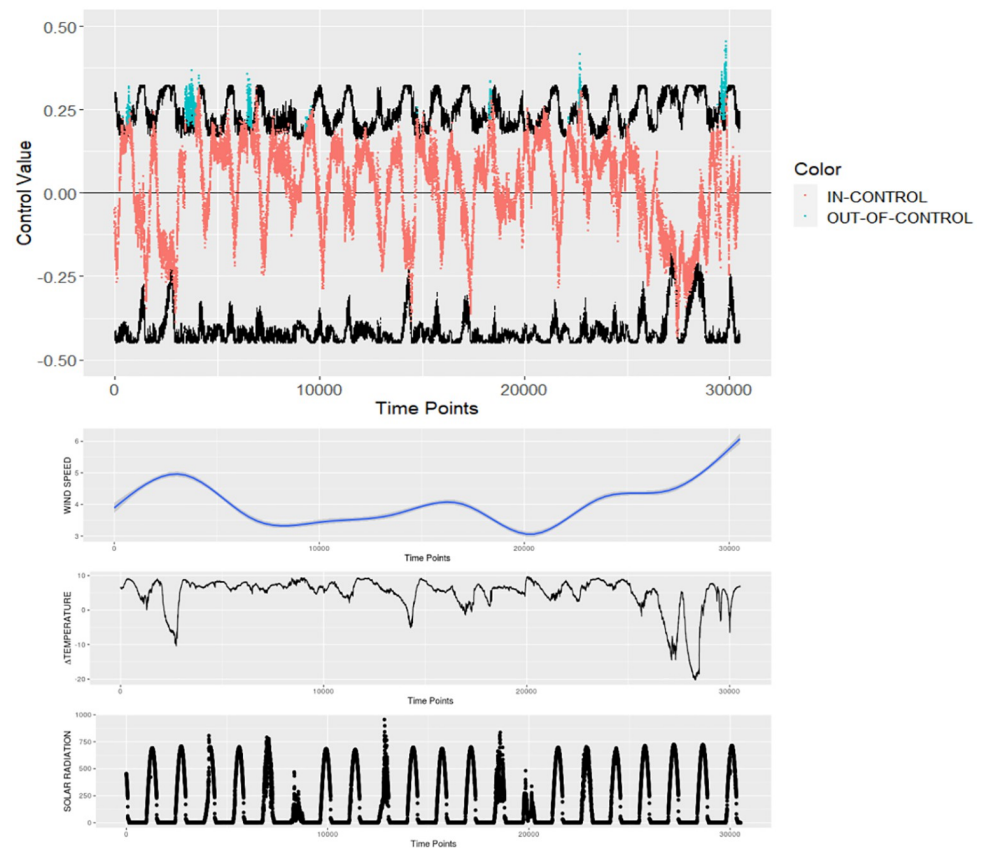 0.50
0.25
0.00
-0.25
-0.50
Control Value
0 10000 20000 30000
Time Points
Color
IN-CONTROL
OUT-OF-CONTROL
6
5
4
3
WIND SPEED
0 10000 20000 30000
Time Points
10
0
-10
-20
ΔTEMPERATURE
0 10000 20000 30000
Time Points
1000
750
500
250
0
SOLAR RADIATION
0 10000 20000 30000
Time Points